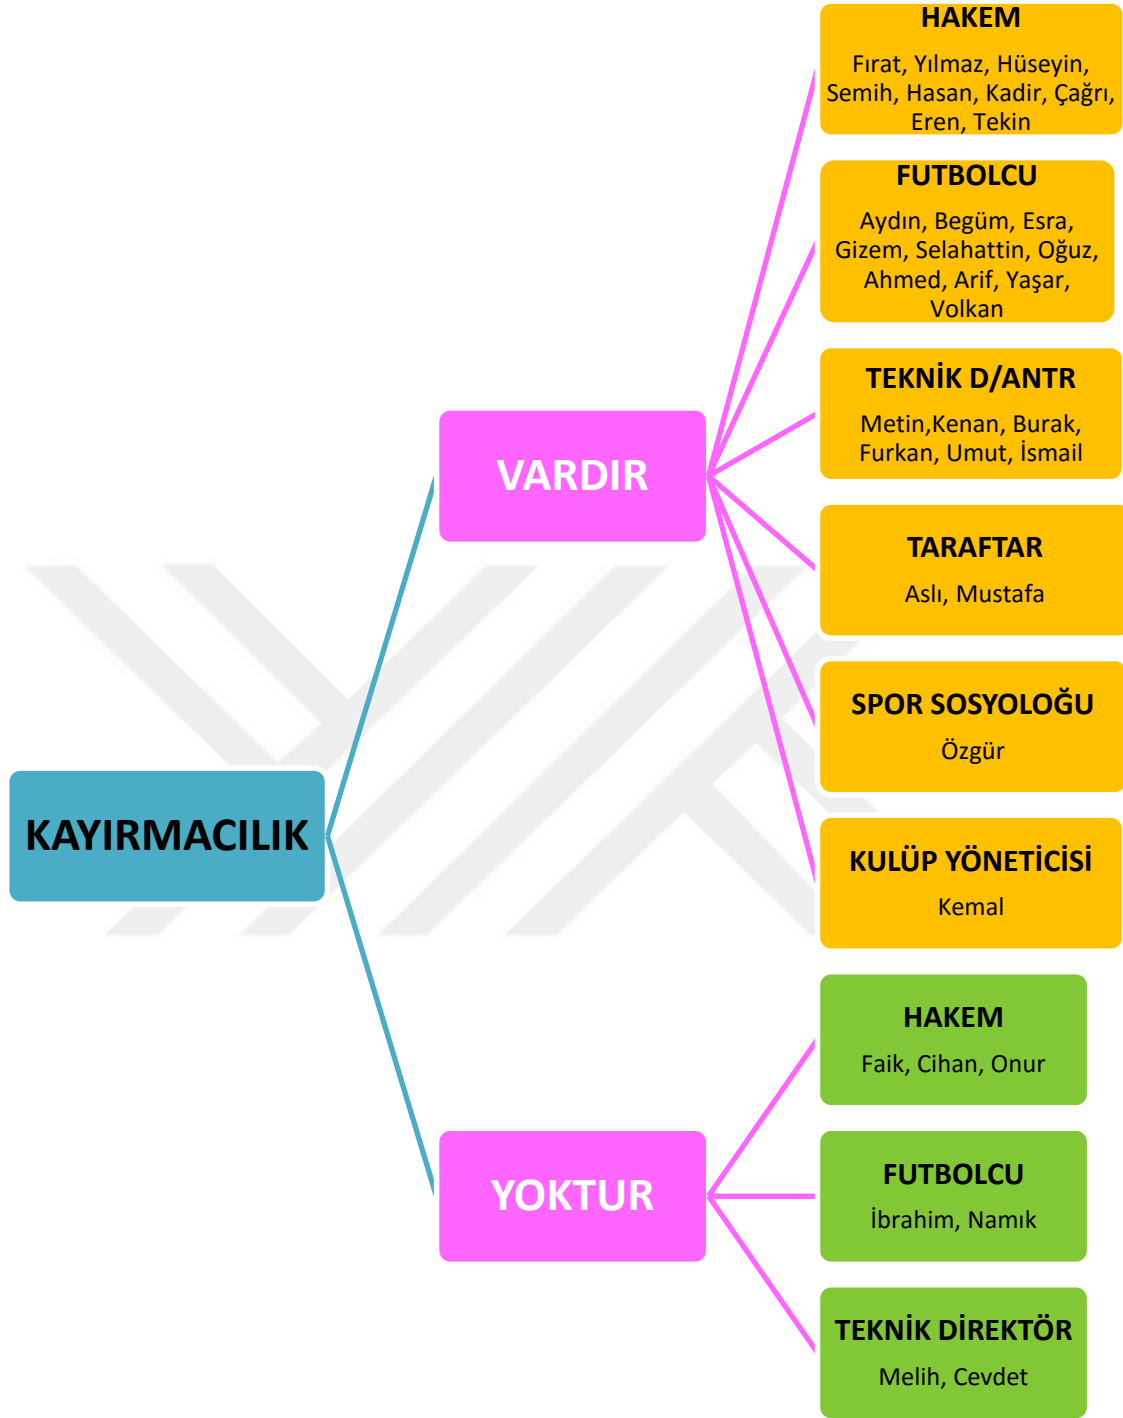 KAYIRMACILIK
VARDIR
HAKEM
Fırat, Yılmaz, Hüseyin,
Semih, Hasan, Kadir, Çağrı,
Eren, Tekin
FUTBOLCU
Aydın, Begüm, Esra,
Gizem, Selahattin, Oğuz,
Ahmed, Arif, Yaşar,
Volkan
TEKNİK D/ANTR
Metin,Kenan, Burak,
Furkan, Umut, İsmail
TARAFTAR
Aslı, Mustafa
SPOR SOSYOLOĞU
Özgür
KULÜP YÖNETİCİSİ
Kemal
YOKTUR
HAKEM
Faik, Cihan, Onur
FUTBOLCU
İbrahim, Namık
TEKNİK DİREKTÖR
Melih, Cevdet